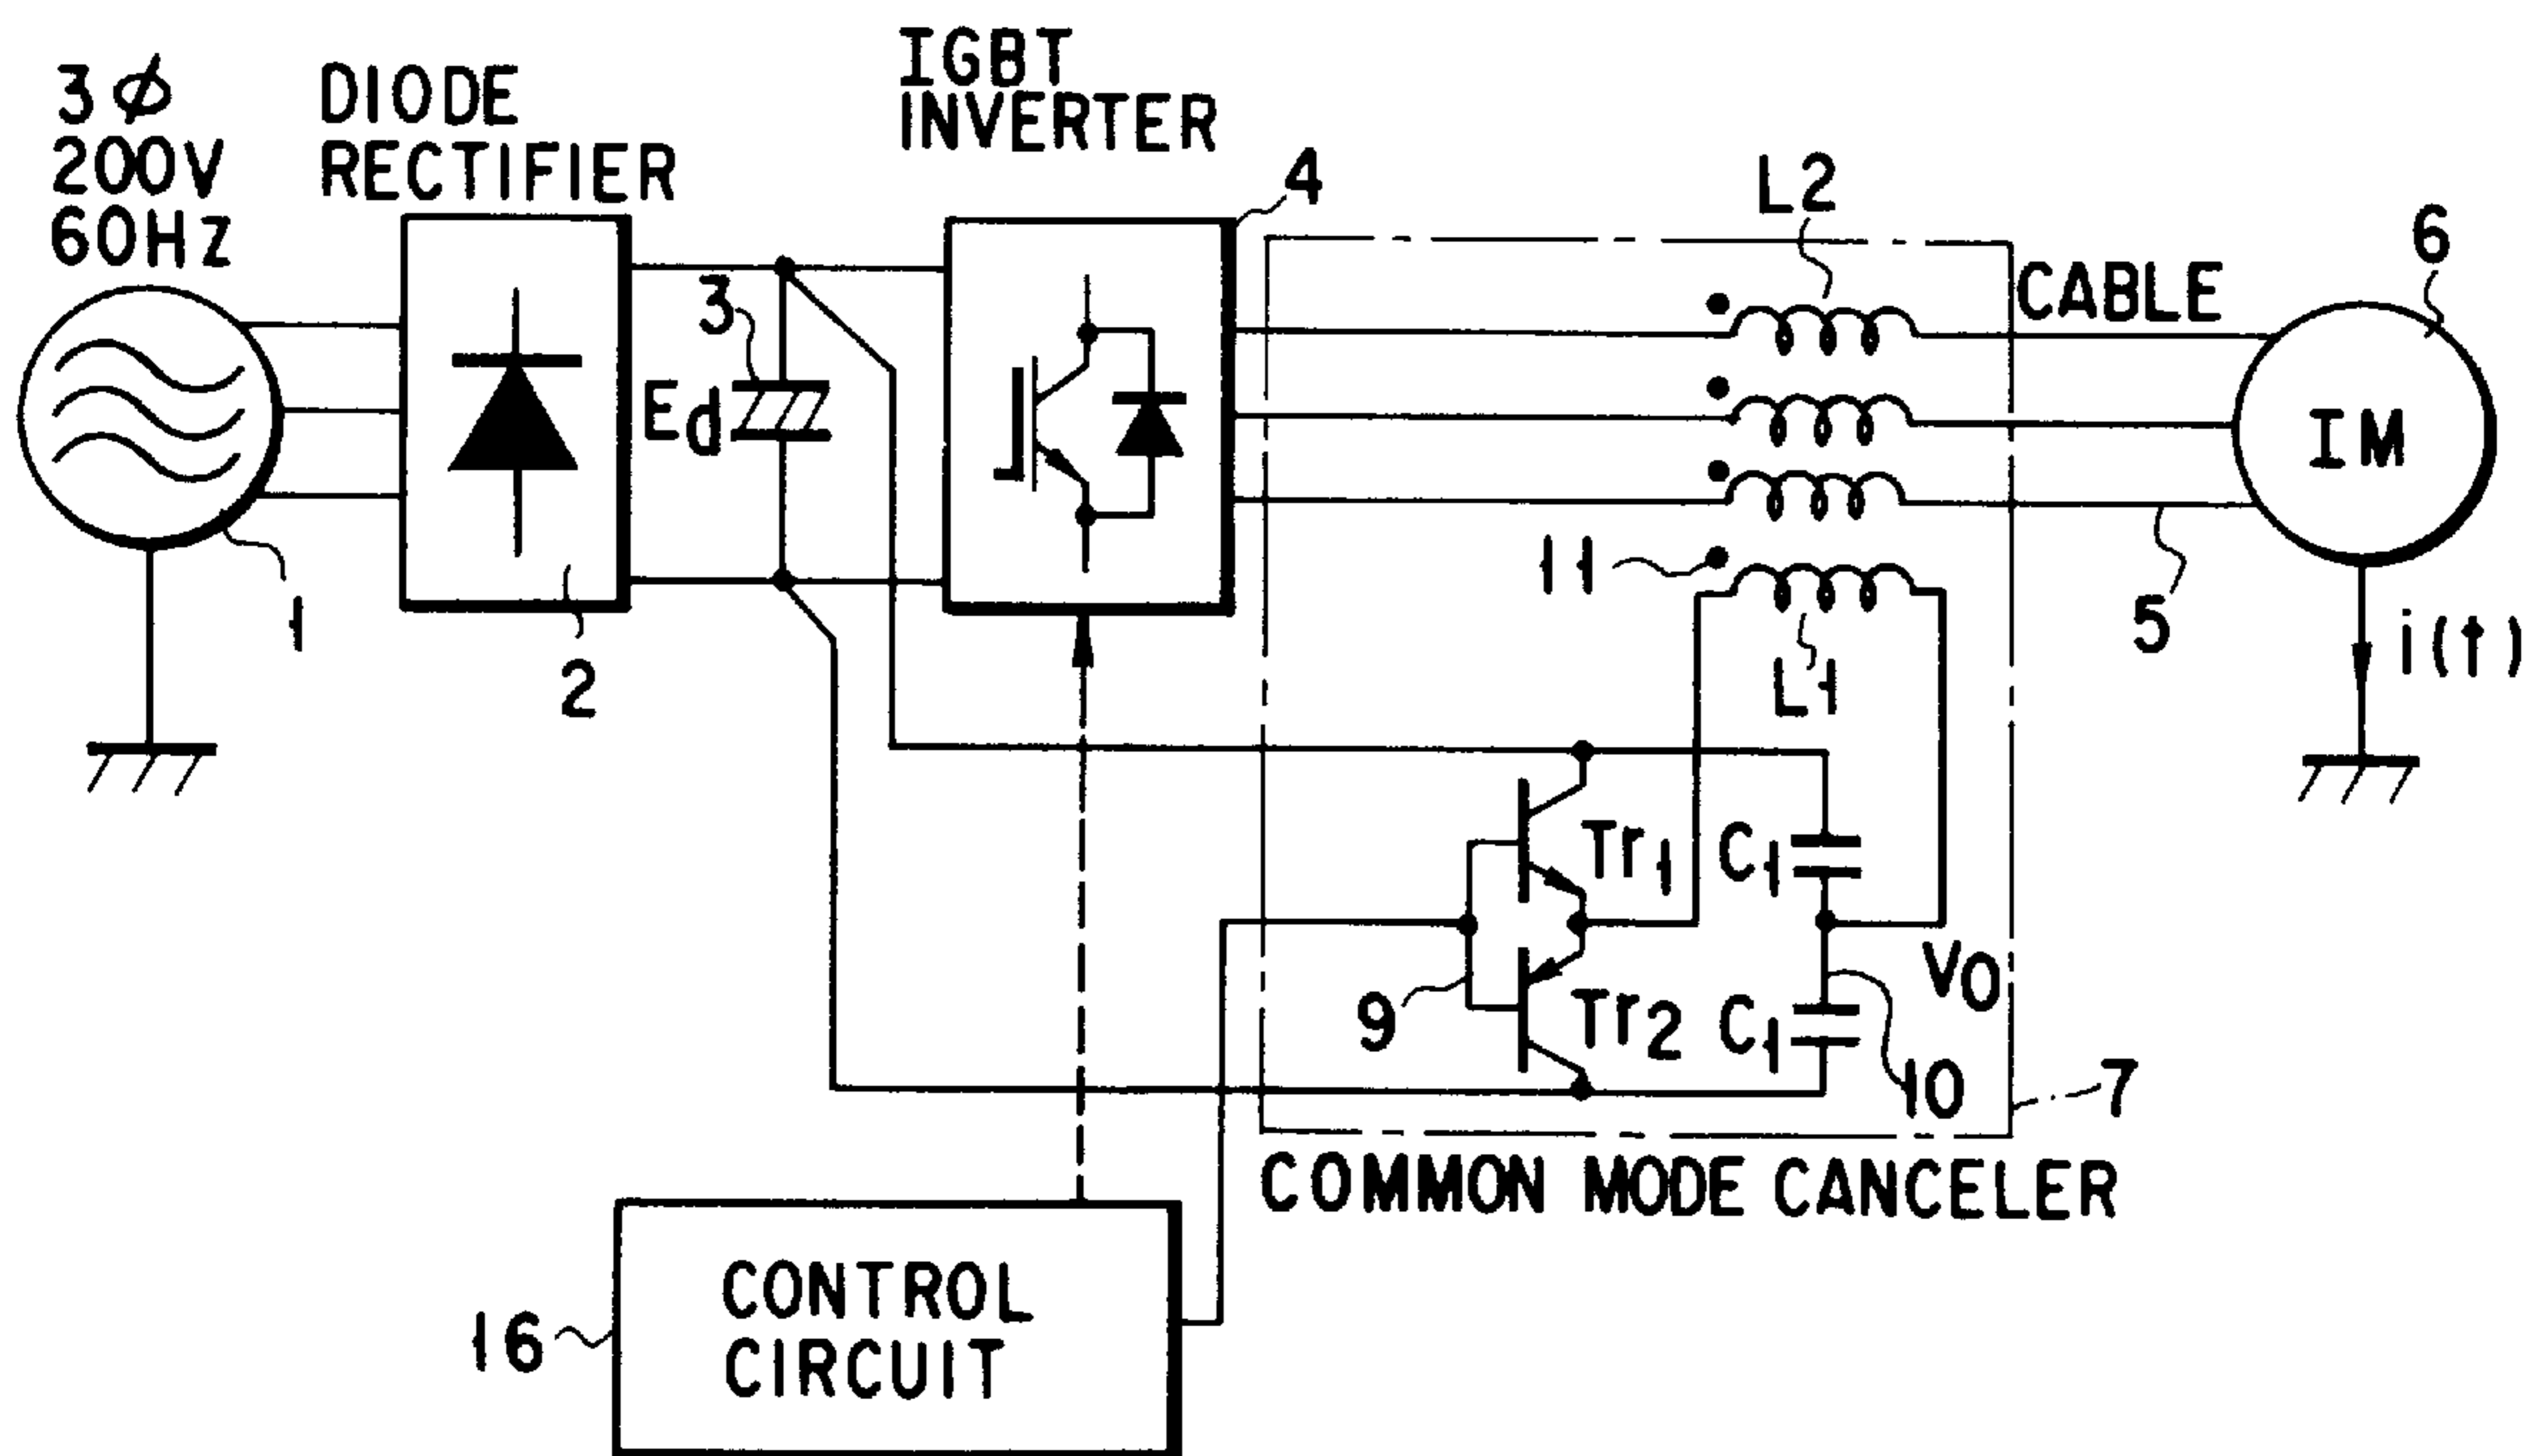 3φ
200V
60Hz
DIODE
RECTIFIER
IGBT
INVERTER
4
L2
6
CABLE
3
Ed
IM
11
L1
5
i(t)
1
2
Tr1
C1
9
Tr2
C1
V0
10
7
COMMON MODE CANCELER
16
CONTROL
CIRCUIT